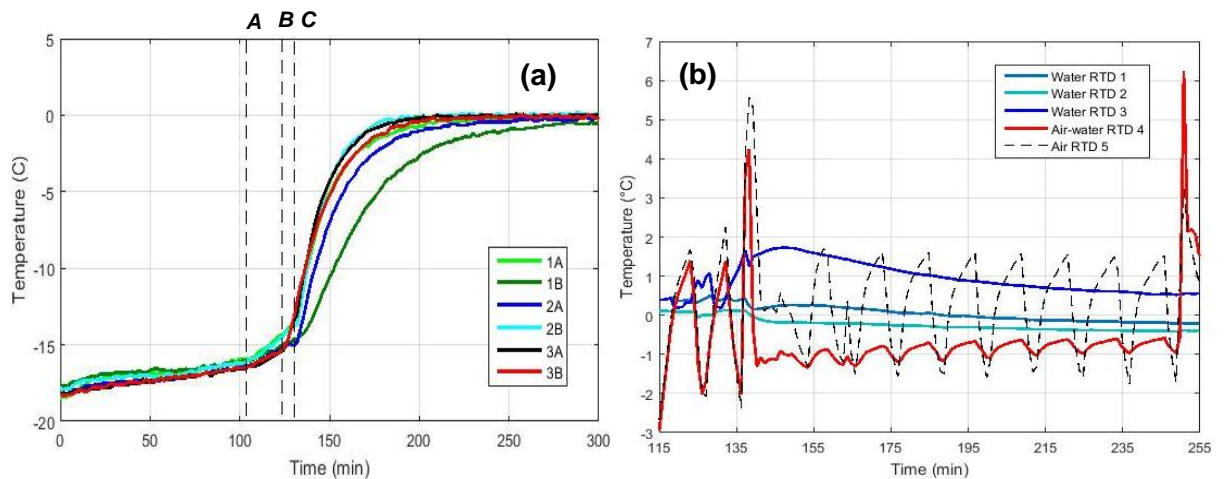 A B C
(a)
Temperature (C)
5
0
-5
-10
-15
-20
0 50 100 150 200 250 300
Time (min)
1A
1B
2A
2B
3A
3B
(b)
Temperature (°C)
7
6
5
4
3
2
1
0
-1
-2
-3
115 135 155 175 195 215 235 255
Time (min)
Water RTD 1
Water RTD 2
Water RTD 3
Air-water RTD 4
Air RTD 5